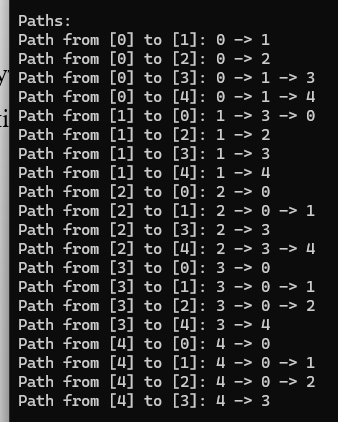 Paths:
Path from [0] to [1]: 0 -> 1
Path from [0] to [2]: 0 -> 2
Path from [0] to [3]: 0 -> 1 -> 3
Path from [0] to [4]: 0 -> 1 -> 4
Path from [1] to [0]: 1 -> 3 -> 0
Path from [1] to [2]: 1 -> 2
Path from [1] to [3]: 1 -> 3
Path from [1] to [4]: 1 -> 4
Path from [2] to [0]: 2 -> 0
Path from [2] to [1]: 2 -> 0 -> 1
Path from [2] to [3]: 2 -> 3
Path from [2] to [4]: 2 -> 3 -> 4
Path from [3] to [0]: 3 -> 0
Path from [3] to [1]: 3 -> 0 -> 1
Path from [3] to [2]: 3 -> 0 -> 2
Path from [3] to [4]: 3 -> 4
Path from [4] to [0]: 4 -> 0
Path from [4] to [1]: 4 -> 0 -> 1
Path from [4] to [2]: 4 -> 0 -> 2
Path from [4] to [3]: 4 -> 3